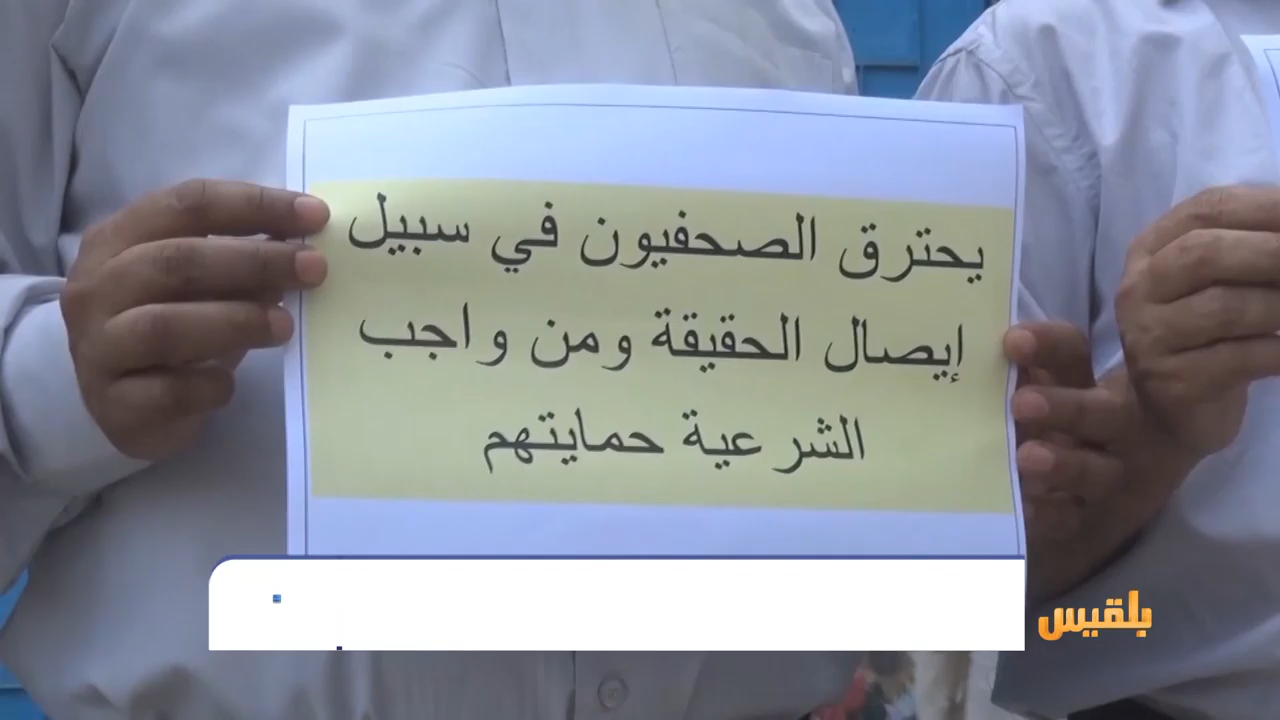 يحترق الصحفيون في سبيل
إيصال الحقيقة ومن واجب
الشرعية حمايتهم
بلقيس